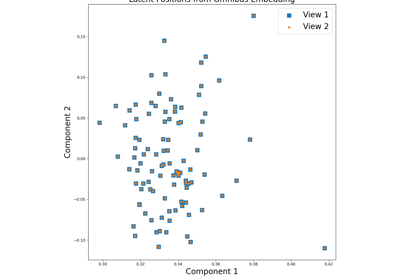 Latent Positions from Omnibus Embedding
View 1
View 2
0.15
0.10
0.05
0.00
−0.05
−0.10
Component 2
0.30 0.32 0.34 0.36 0.38 0.40 0.42
Component 1